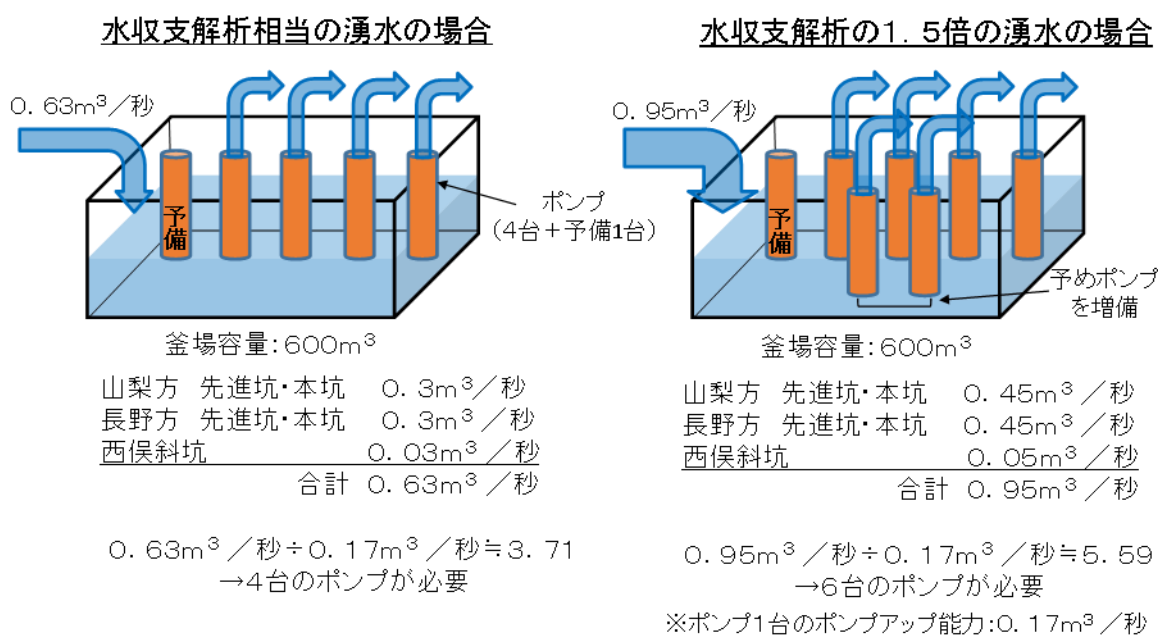 水収支解析相当の湧水の場合
0.63m³／秒
予備
ポンプ
（4台＋予備1台）
釜場容量：600m³
山梨方　先進坑・本坑　0.3m³／秒
長野方　先進坑・本坑　0.3m³／秒
西俣斜坑　0.03m³／秒
合計　0.63m³／秒
0.63m³／秒÷0.17m³／秒≒3.71
→4台のポンプが必要
水収支解析の1.5倍の湧水の場合
0.95m³／秒
予備
予めポンプ
を増備
釜場容量：600m³
山梨方　先進坑・本坑　0.45m³／秒
長野方　先進坑・本坑　0.45m³／秒
西俣斜坑　0.05m³／秒
合計　0.95m³／秒
0.95m³／秒÷0.17m³／秒≒5.59
→6台のポンプが必要
※ポンプ1台のポンプアップ能力：0.17m³／秒